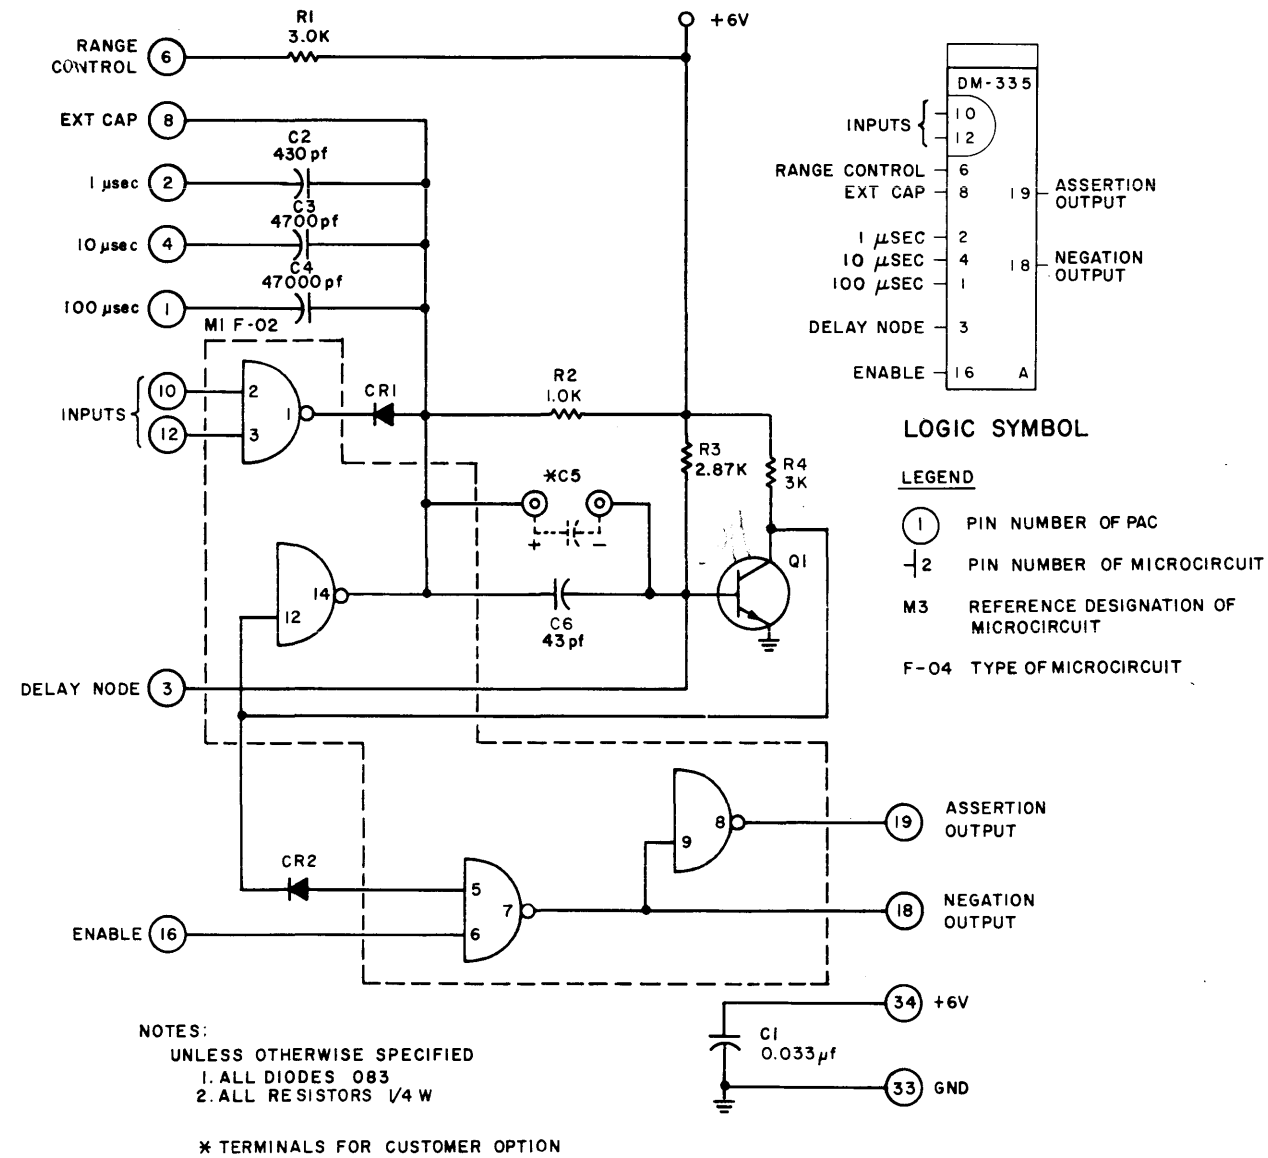 R1
3.0K
+6V
RANGE
CONTROL
6
EXT CAP 8
C2
430pf
1 µsec 2
C3
4700pf
10 µsec 4
C4
47000pf
100 µsec 1
M1 F-02
INPUTS
10
12
2
3
1
CR1
R2
1.0K
R3
2.87K
R4
3K
*C5
+ −
Q1
14
12
C6
43pf
DELAY NODE 3
8
9
19 ASSERTION
OUTPUT
CR2
5
7
6
18 NEGATION
OUTPUT
ENABLE 16
34 +6V
C1
0.033µf
33 GND
NOTES:
UNLESS OTHERWISE SPECIFIED
1. ALL DIODES 083
2. ALL RESISTORS 1/4 W
* TERMINALS FOR CUSTOMER OPTION
DM-335
INPUTS
10
12
RANGE CONTROL 6
EXT CAP 8
19 ASSERTION
OUTPUT
1 µSEC 2
10 µSEC 4
100 µSEC 1
18 NEGATION
OUTPUT
DELAY NODE 3
ENABLE 16 A
LOGIC SYMBOL
LEGEND
1 PIN NUMBER OF PAC
2 PIN NUMBER OF MICROCIRCUIT
M3 REFERENCE DESIGNATION OF
MICROCIRCUIT
F-04 TYPE OF MICROCIRCUIT